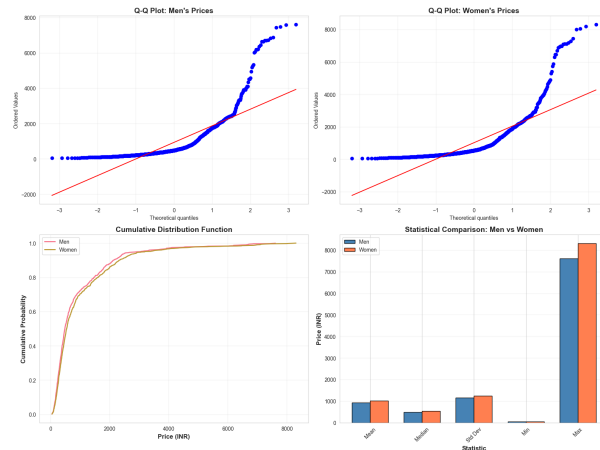 Q-Q Plot: Men's Prices
8000
6000
4000
2000
0
−2000
Ordered Values
−3
−2
−1
0
1
2
3
Theoretical quantiles
Q-Q Plot: Women's Prices
8000
6000
4000
2000
0
−2000
Ordered Values
−3
−2
−1
0
1
2
3
Theoretical quantiles
Cumulative Distribution Function
Men
Women
1.0
0.8
0.6
0.4
0.2
0.0
Cumulative Probability
0
2000
4000
6000
8000
Price (INR)
Statistical Comparison: Men vs Women
Men
Women
8000
7000
6000
5000
4000
3000
2000
1000
0
Price (INR)
Mean
Median
Std Dev
Min
Max
Statistic